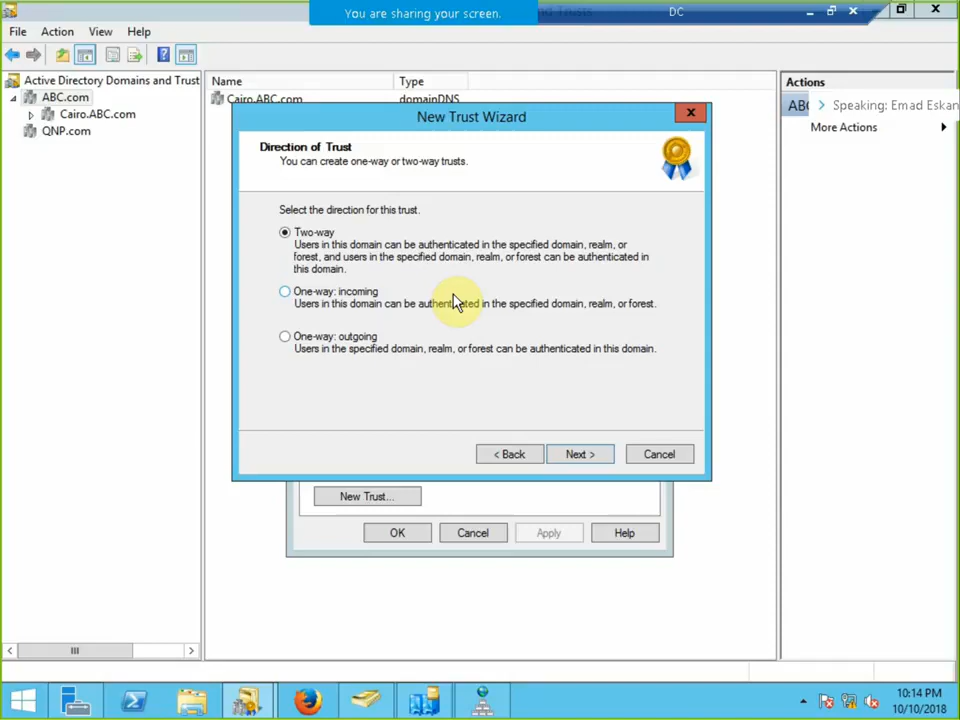 You are sharing your screen.
DC
File Action View Help
Active Directory Domains and Trust
ABC.com
Cairo.ABC.com
QNP.com
Name Type
Cairo.ABC.com domainDNS
Actions
Speaking: Emad Eskan
More Actions
New Trust Wizard
Direction of Trust
You can create one-way or two-way trusts.
Select the direction for this trust.
Two-way
Users in this domain can be authenticated in the specified domain, realm, or
forest, and users in the specified domain, realm, or forest can be authenticated in
this domain.
One-way: incoming
Users in this domain can be authenticated in the specified domain, realm, or forest.
One-way: outgoing
Users in the specified domain, realm, or forest can be authenticated in this domain.
< Back Next > Cancel
New Trust...
OK Cancel Apply Help
10:14 PM
10/10/2018